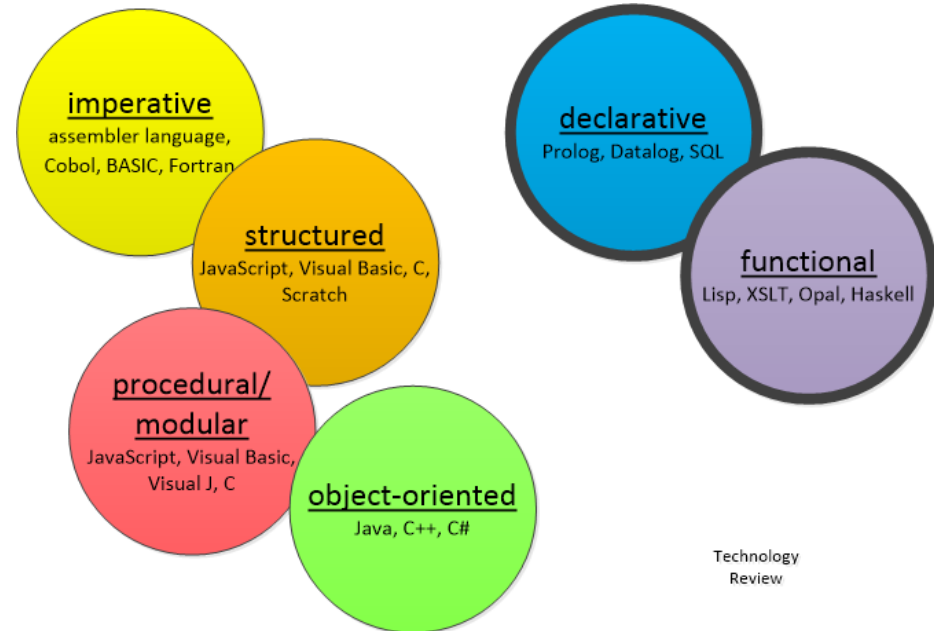 imperative
assembler language,
Cobol, BASIC, Fortran
structured
JavaScript, Visual Basic, C,
Scratch
procedural/
modular
JavaScript, Visual Basic,
Visual J, C
object-oriented
Java, C++, C#
declarative
Prolog, Datalog, SQL
functional
Lisp, XSLT, Opal, Haskell
Technology
Review